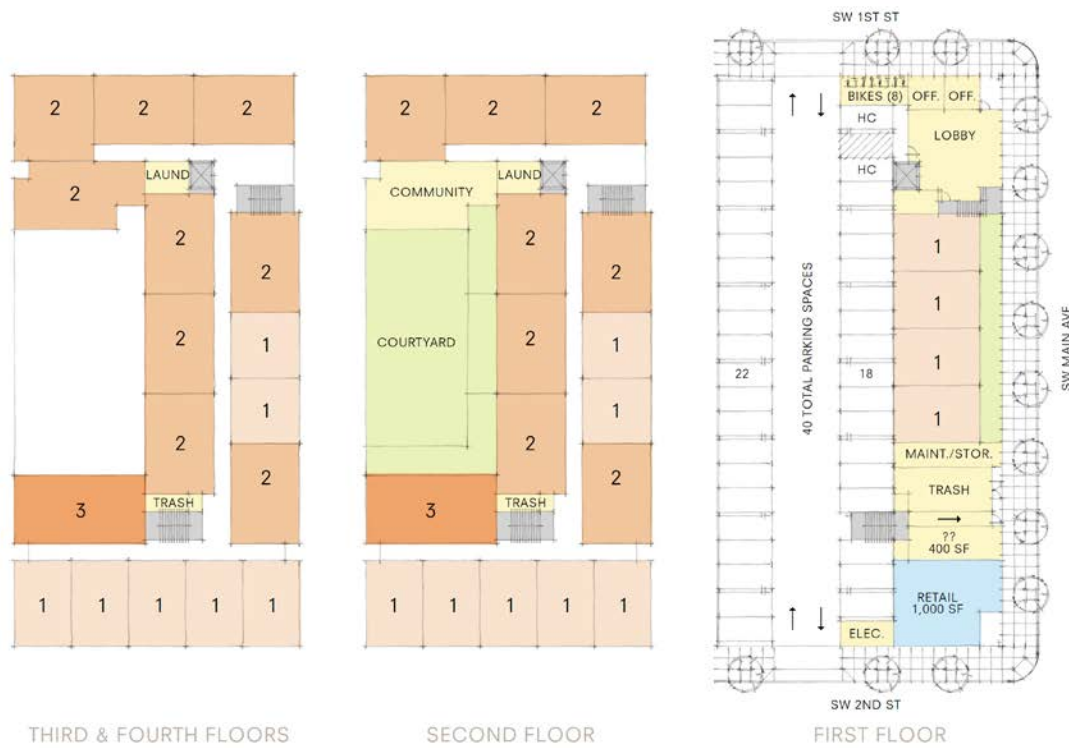 2
2
2
LAUND
2
2
2
2
2
1
1
2
3
TRASH
1
1
1
1
1
THIRD & FOURTH FLOORS
2
2
2
COMMUNITY
LAUND
2
2
COURTYARD
2
1
1
2
2
3
TRASH
1
1
1
1
1
SECOND FLOOR
SW 1ST ST
BIKES (8)
OFF.
OFF.
HC
LOBBY
HC
1
1
1
1
22
40 TOTAL PARKING SPACES
18
SW MAIN AVE
MAINT./STOR.
TRASH
??
400 SF
RETAIL
1,000 SF
ELEC.
SW 2ND ST
FIRST FLOOR